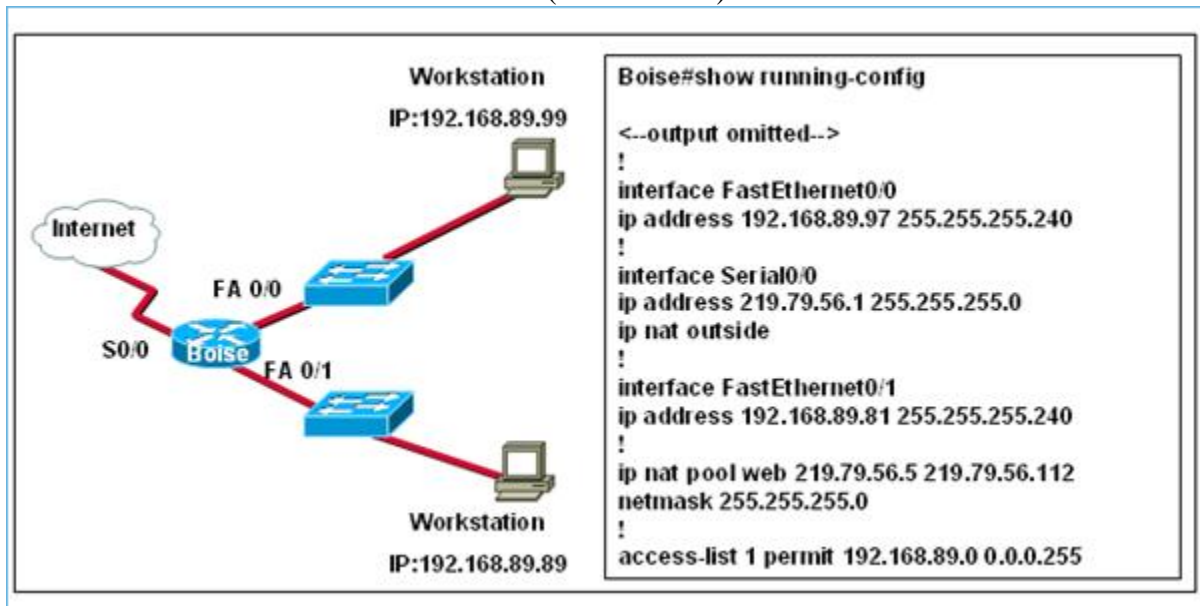 Workstation
IP:192.168.89.99
Internet
FA 0/0
S0/0
Boise
FA 0/1
Workstation
IP:192.168.89.89
Boise#show running-config
<--output omitted-->
!
interface FastEthernet0/0
ip address 192.168.89.97 255.255.255.240
!
interface Serial0/0
ip address 219.79.56.1 255.255.255.0
ip nat outside
!
interface FastEthernet0/1
ip address 192.168.89.81 255.255.255.240
!
ip nat pool web 219.79.56.5 219.79.56.112
netmask 255.255.255.0
!
access-list 1 permit 192.168.89.0 0.0.0.255